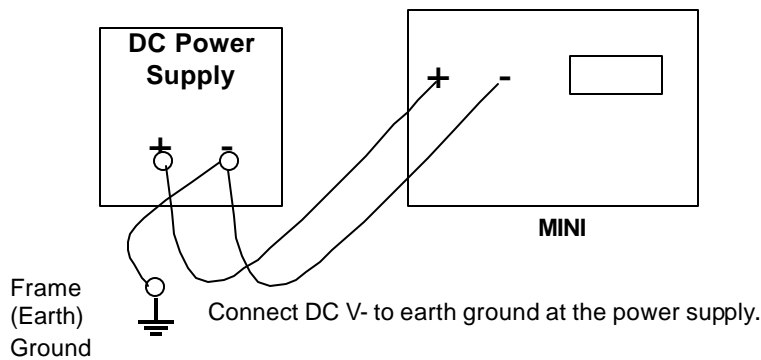 DC Power
Supply
+ -
+ -
MINI
Frame
(Earth)
Ground
Connect DC V- to earth ground at the power supply.